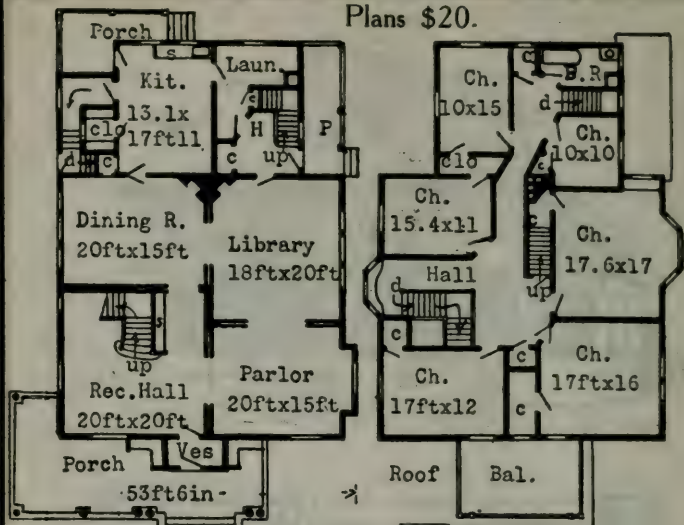 Plans $20.
Porch
s
Kit.
13.1x
17ft11
Laun.
c
H
P
clo
d
c
c
up
Dining R.
20ftx15ft
Library
18ftx20ft
s
up
Rec.Hall
20ftx20ft
Parlor
20ftx15ft
Ves
Porch
53ft6in-
Ch.
10x15
c
B.R
d
Ch.
10x10
clo
c
Ch.
15.4x11
c
Ch.
17.6x17
Hall
d
up
c
c
Ch.
17ftx12
c
Ch.
17ftx16
Roof
Bal.